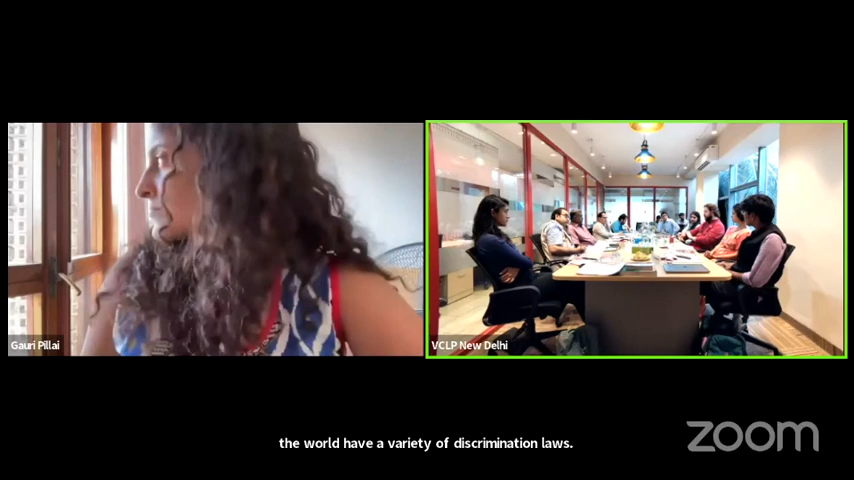 Gauri Pillai
VCLP New Delhi
the world have a variety of discrimination laws.
zoom